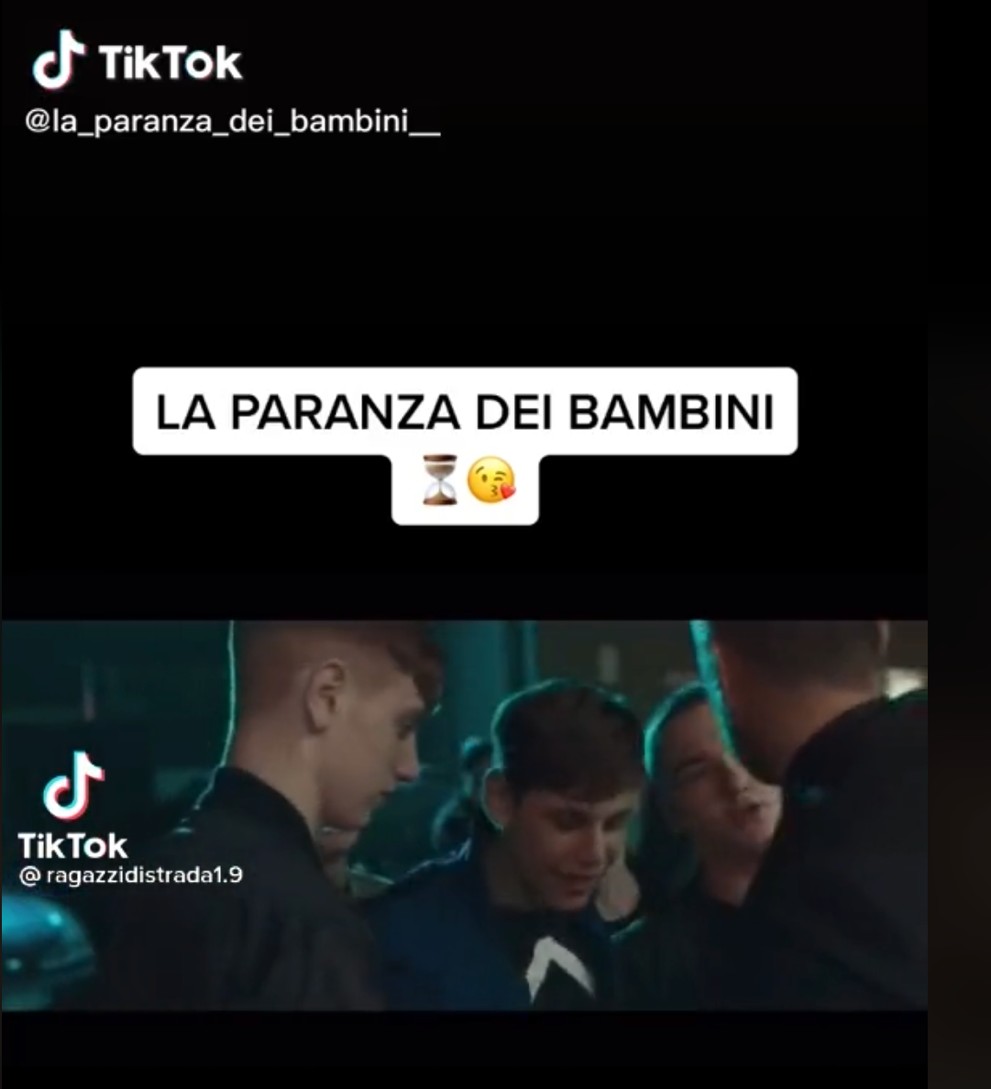 TikTok
@la_paranza_dei_bambini__
LA PARANZA DEI BAMBINI
⏳😘
TikTok
@ragazzidistrada1.9